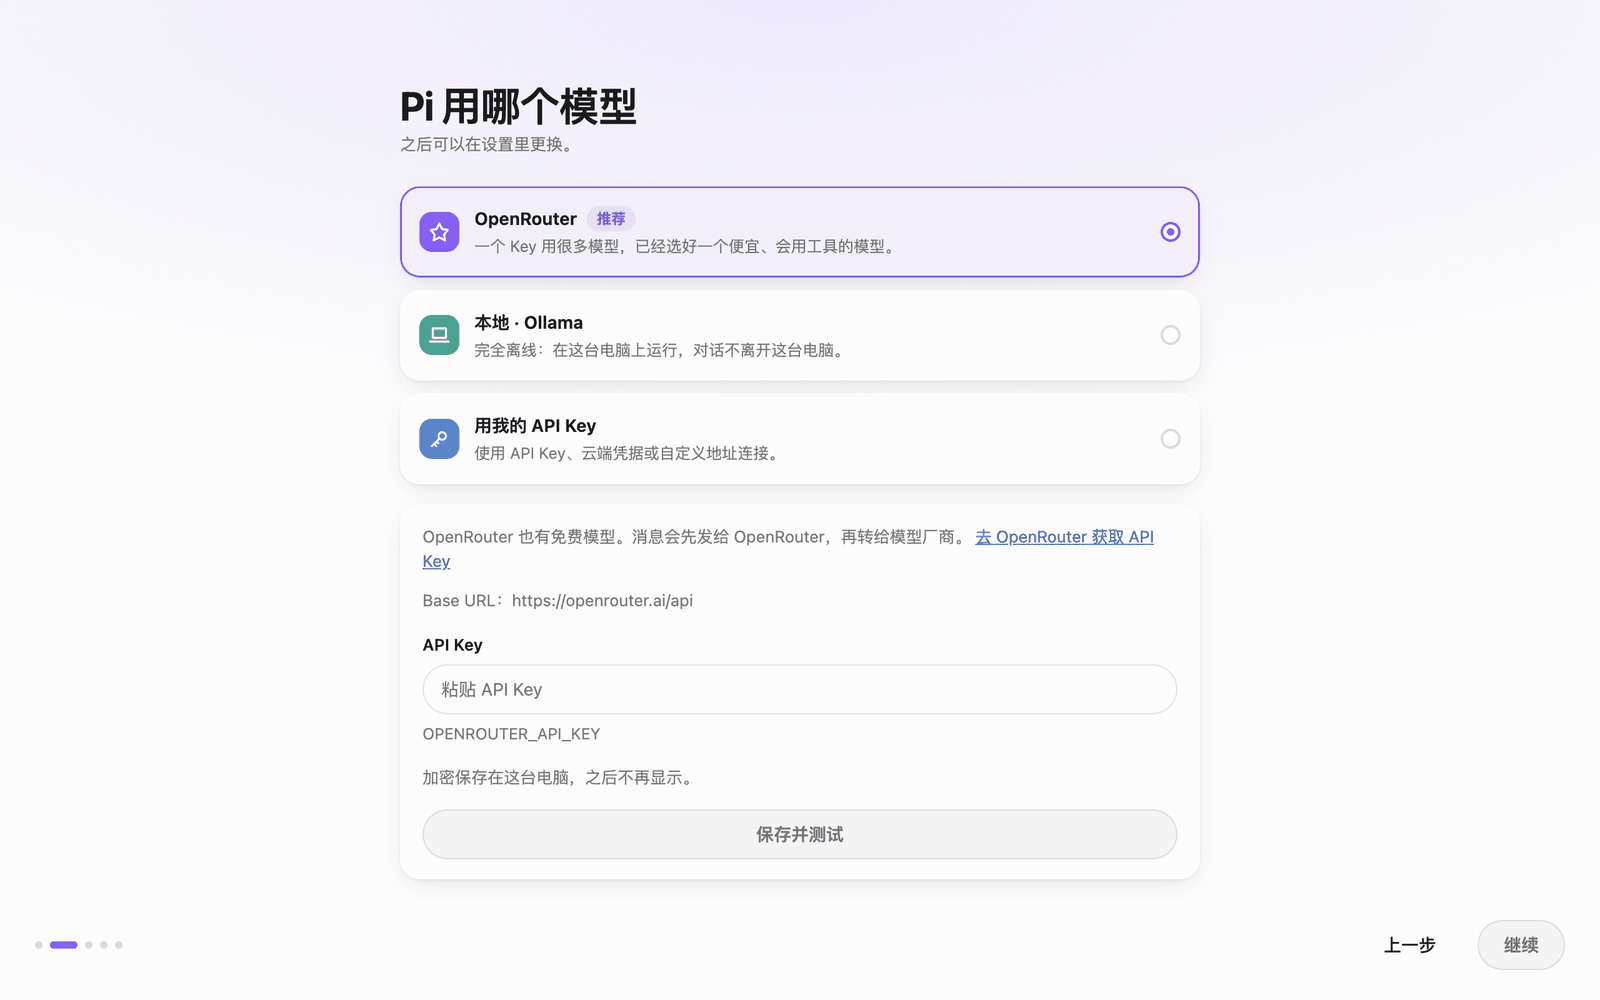 Pi 用哪个模型
之后可以在设置里更换。
OpenRouter 推荐
一个 Key 用很多模型，已经选好一个便宜、会用工具的模型。
本地 · Ollama
完全离线：在这台电脑上运行，对话不离开这台电脑。
用我的 API Key
使用 API Key、云端凭据或自定义地址连接。
OpenRouter 也有免费模型。消息会先发给 OpenRouter，再转给模型厂商。 去 OpenRouter 获取 API
Key
Base URL：https://openrouter.ai/api
API Key
粘贴 API Key
OPENROUTER_API_KEY
加密保存在这台电脑，之后不再显示。
保存并测试
上一步 继续